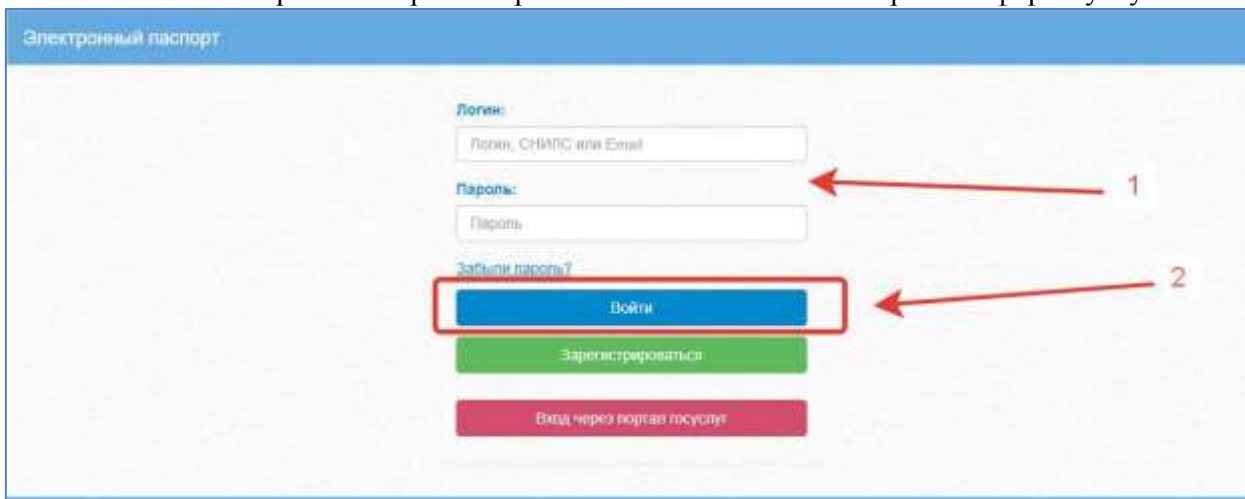 Электронный паспорт
Логин:
Логин, СНИЛС или Email
Пароль:
1
Пароль
Забыли пароль?
2
Войти
Зарегистрироваться
Вход через портал госуслуг